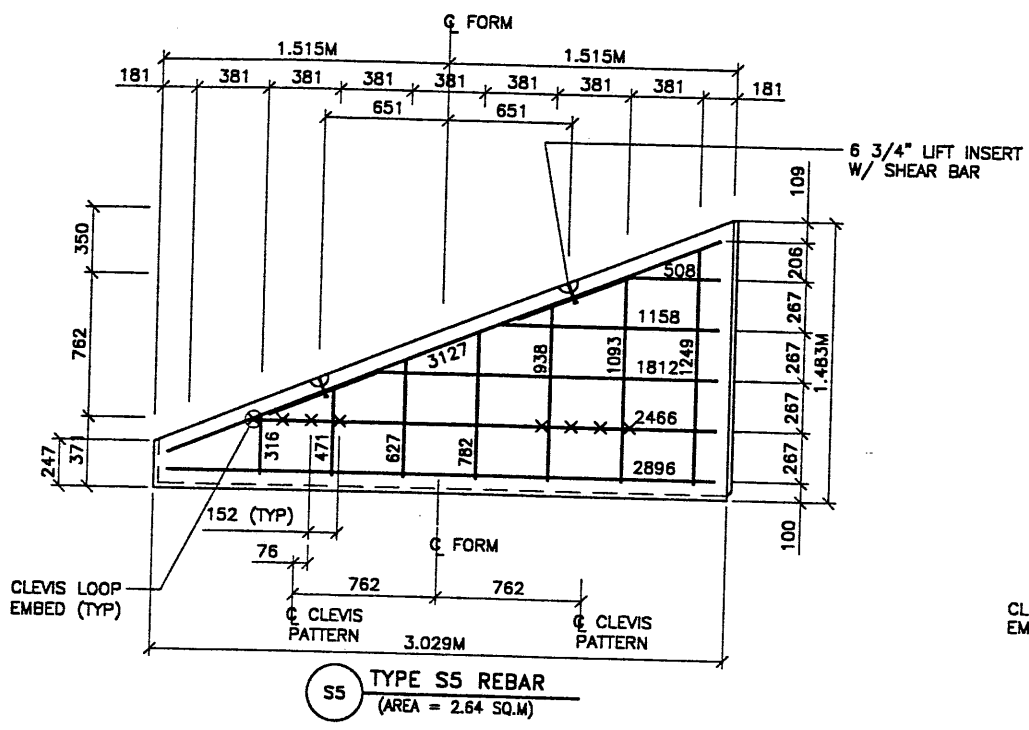 ℄ FORM
1.515M
1.515M
181
381
381
381
381
381
381
381
181
651
651
6 3/4" LIFT INSERT
W/ SHEAR BAR
109
350
206
508
267
1158
762
3127
938
1093
1249
267
1.483M
1812
267
2466
247
371
316
471
627
782
267
2896
152 (TYP)
100
76
℄ FORM
762
762
CLEVIS LOOP
EMBED (TYP)
℄ CLEVIS
PATTERN
℄ CLEVIS
PATTERN
3.029M
CL
EM
S5
TYPE S5 REBAR
(AREA = 2.64 SQ.M)